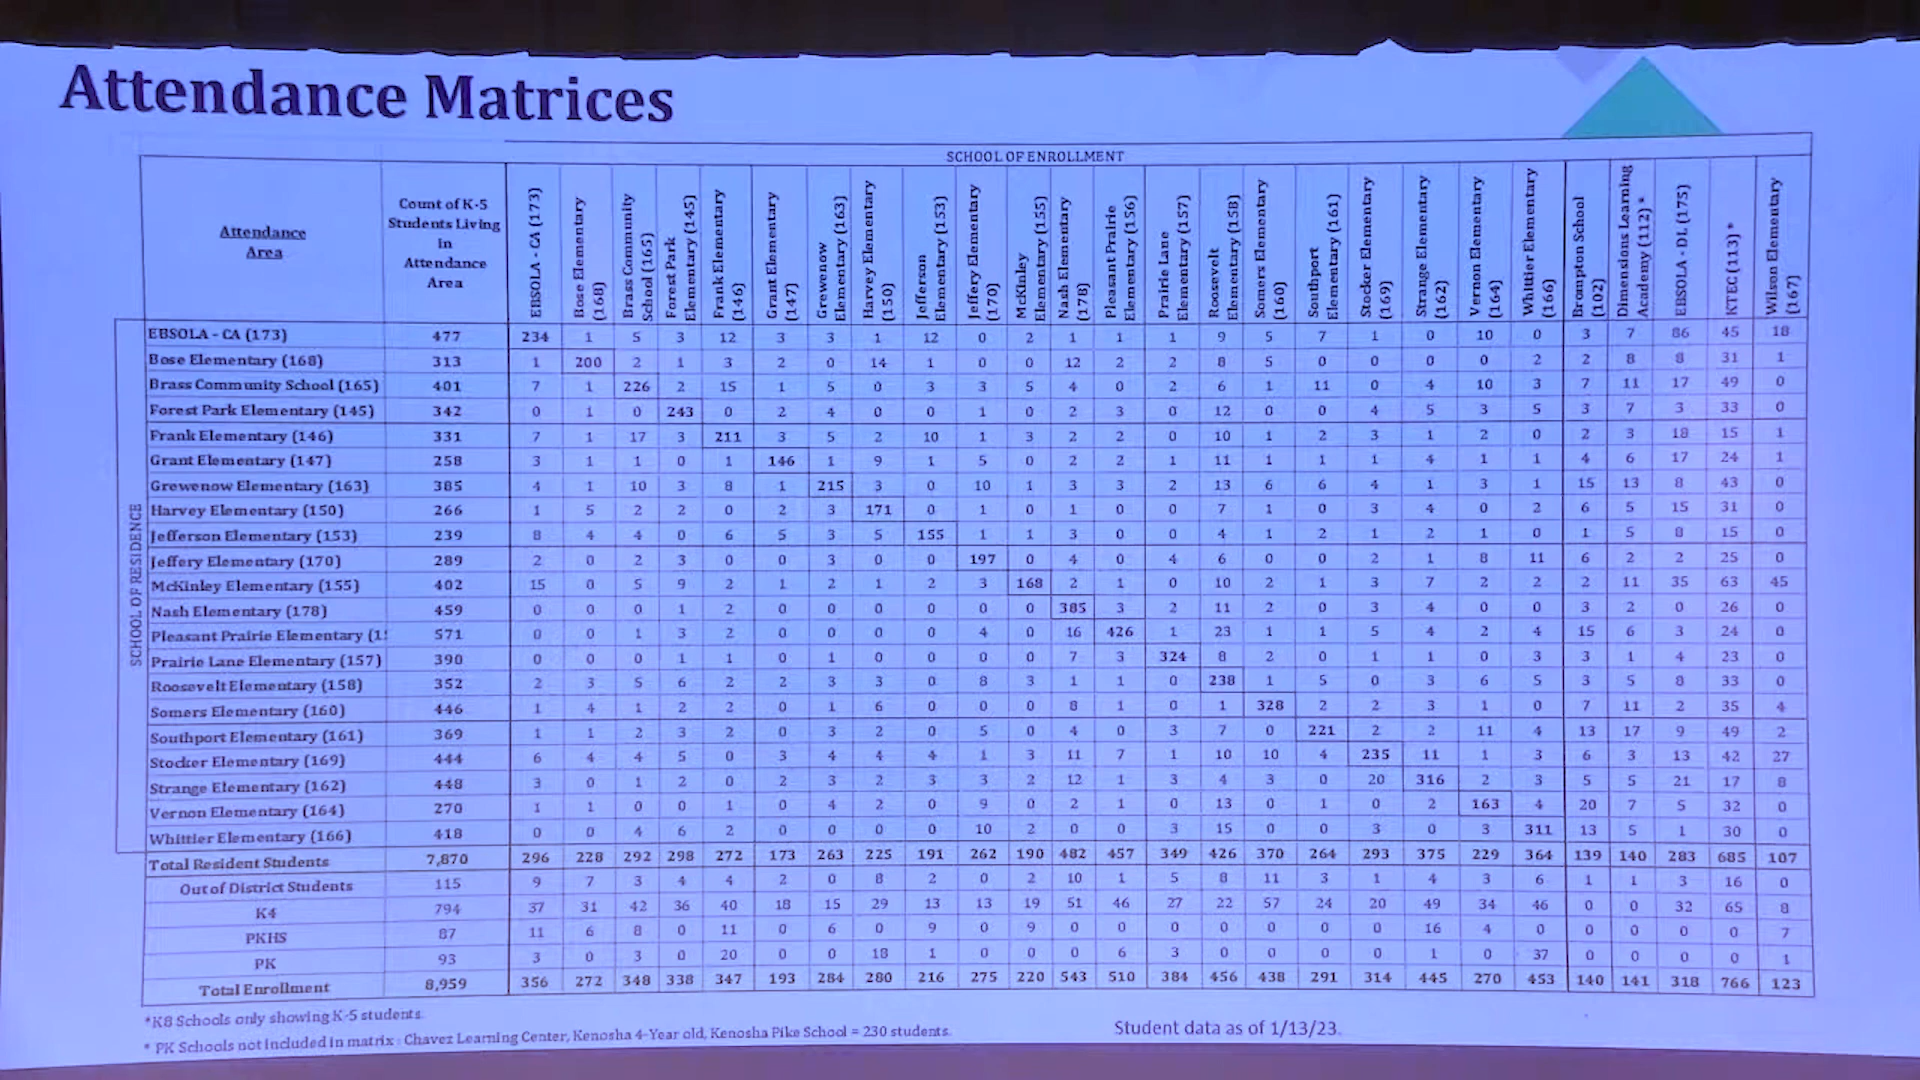 Attendance Matrices
SCHOOL OF ENROLLMENT
Attendance Area | Count of K-5 Students Living In Attendance Area | EBSOLA - CA (173) | Bose Elementary (168) | Brass Community School (165) | Forest Park Elementary (145) | Frank Elementary (146) | Grant Elementary (147) | Grewenow Elementary (163) | Harvey Elementary (150) | Jefferson Elementary (153) | Jeffery Elementary (170) | McKinley Elementary (155) | Nash Elementary (178) | Pleasant Prairie Elementary (156) | Prairie Lane Elementary (157) | Roosevelt Elementary (158) | Somers Elementary (160) | Southport Elementary (161) | Stocker Elementary (169) | Strange Elementary (162) | Vernon Elementary (164) | Whittier Elementary (166) | Brompton School (102) | Dimensions Learning Academy (112) * | EBSOLA - DL (175) | KTEC (113) * | Wilson Elementary (167)
SCHOOL OF RESIDENCE
EBSOLA - CA (173) 477 234 1 5 3 12 3 3 1 12 0 2 1 1 1 9 5 7 1 0 10 0 3 7 86 45 18
Bose Elementary (168) 313 1 200 2 1 3 2 0 14 1 0 0 12 2 2 8 5 0 0 0 0 2 2 8 8 31 1
Brass Community School (165) 401 7 1 226 2 15 1 5 0 3 3 5 4 0 2 6 1 11 0 4 10 3 7 11 17 49 0
Forest Park Elementary (145) 342 0 1 0 243 0 2 4 0 0 1 0 2 3 0 12 0 0 4 5 3 5 3 7 3 33 0
Frank Elementary (146) 331 7 1 17 3 211 3 5 2 10 1 3 2 2 0 10 1 2 3 1 2 0 2 3 18 15 1
Grant Elementary (147) 258 3 1 1 0 1 146 1 9 1 5 0 2 2 1 11 1 1 1 4 1 1 4 6 17 24 1
Grewenow Elementary (163) 385 4 1 10 3 8 1 215 3 0 10 1 3 3 2 13 6 6 4 1 3 1 15 13 8 43 0
Harvey Elementary (150) 266 1 5 2 2 0 2 3 171 0 1 0 1 0 0 7 1 0 3 4 0 2 6 5 15 31 0
Jefferson Elementary (153) 239 8 4 4 0 6 5 3 5 155 1 1 3 0 0 4 1 2 1 2 1 0 1 5 8 15 0
Jeffery Elementary (170) 289 2 0 2 3 0 0 3 0 0 197 0 4 0 4 6 0 0 2 1 8 11 6 2 2 25 0
McKinley Elementary (155) 402 15 0 5 9 2 1 2 1 2 3 168 2 1 0 10 2 1 3 7 2 2 2 11 35 63 45
Nash Elementary (178) 459 0 0 0 1 2 0 0 0 0 0 0 385 3 2 11 2 0 3 4 0 0 3 2 0 26 0
Pleasant Prairie Elementary (1 571 0 0 1 3 2 0 0 0 0 4 0 16 426 1 23 1 1 5 4 2 4 15 6 3 24 0
Prairie Lane Elementary (157) 390 0 0 0 1 1 0 1 0 0 0 0 7 3 324 8 2 0 1 1 0 3 3 1 4 23 0
Roosevelt Elementary (158) 352 2 3 5 6 2 2 3 3 0 8 3 1 1 0 238 1 5 0 3 6 5 3 5 8 33 0
Somers Elementary (160) 446 1 4 1 2 2 0 1 6 0 0 0 8 1 0 1 328 2 2 3 1 0 7 11 2 35 4
Southport Elementary (161) 369 1 1 2 3 2 0 3 2 0 5 0 4 0 3 7 0 221 2 2 11 4 13 17 9 49 2
Stocker Elementary (169) 444 6 4 4 5 0 3 4 4 4 1 3 11 7 1 10 10 4 235 11 1 3 6 3 13 42 27
Strange Elementary (162) 448 3 0 1 2 0 2 3 2 3 3 2 12 1 3 4 3 0 20 316 2 3 5 5 21 17 8
Vernon Elementary (164) 270 1 1 0 0 1 0 4 2 0 9 0 2 1 0 13 0 1 0 2 163 4 20 7 5 32 0
Whittier Elementary (166) 418 0 0 4 6 2 0 0 0 0 10 2 0 0 3 15 0 0 3 0 3 311 13 5 1 30 0
Total Resident Students 7,870 296 228 292 298 272 173 263 225 191 262 190 482 457 349 426 370 264 293 375 229 364 139 140 283 685 107
Out of District Students 115 9 7 3 4 4 2 0 8 2 0 2 10 1 5 8 11 3 1 4 3 6 1 1 3 16 0
K4 794 37 31 42 36 40 18 15 29 13 13 19 51 46 27 22 57 24 20 49 34 46 0 0 32 65 8
PKHS 87 11 6 8 0 11 0 6 0 9 0 9 0 0 0 0 0 0 0 16 4 0 0 0 0 0 7
PK 93 3 0 3 0 20 0 0 18 1 0 0 0 6 3 0 0 0 0 1 0 37 0 0 0 0 1
Total Enrollment 8,959 356 272 348 338 347 193 284 280 216 275 220 543 510 384 456 438 291 314 445 270 453 140 141 318 766 123
*K8 Schools only showing K-5 students.
* PK Schools not included in matrix : Chavez Learning Center, Kenosha 4-Year old, Kenosha Pike School = 230 students.
Student data as of 1/13/23.